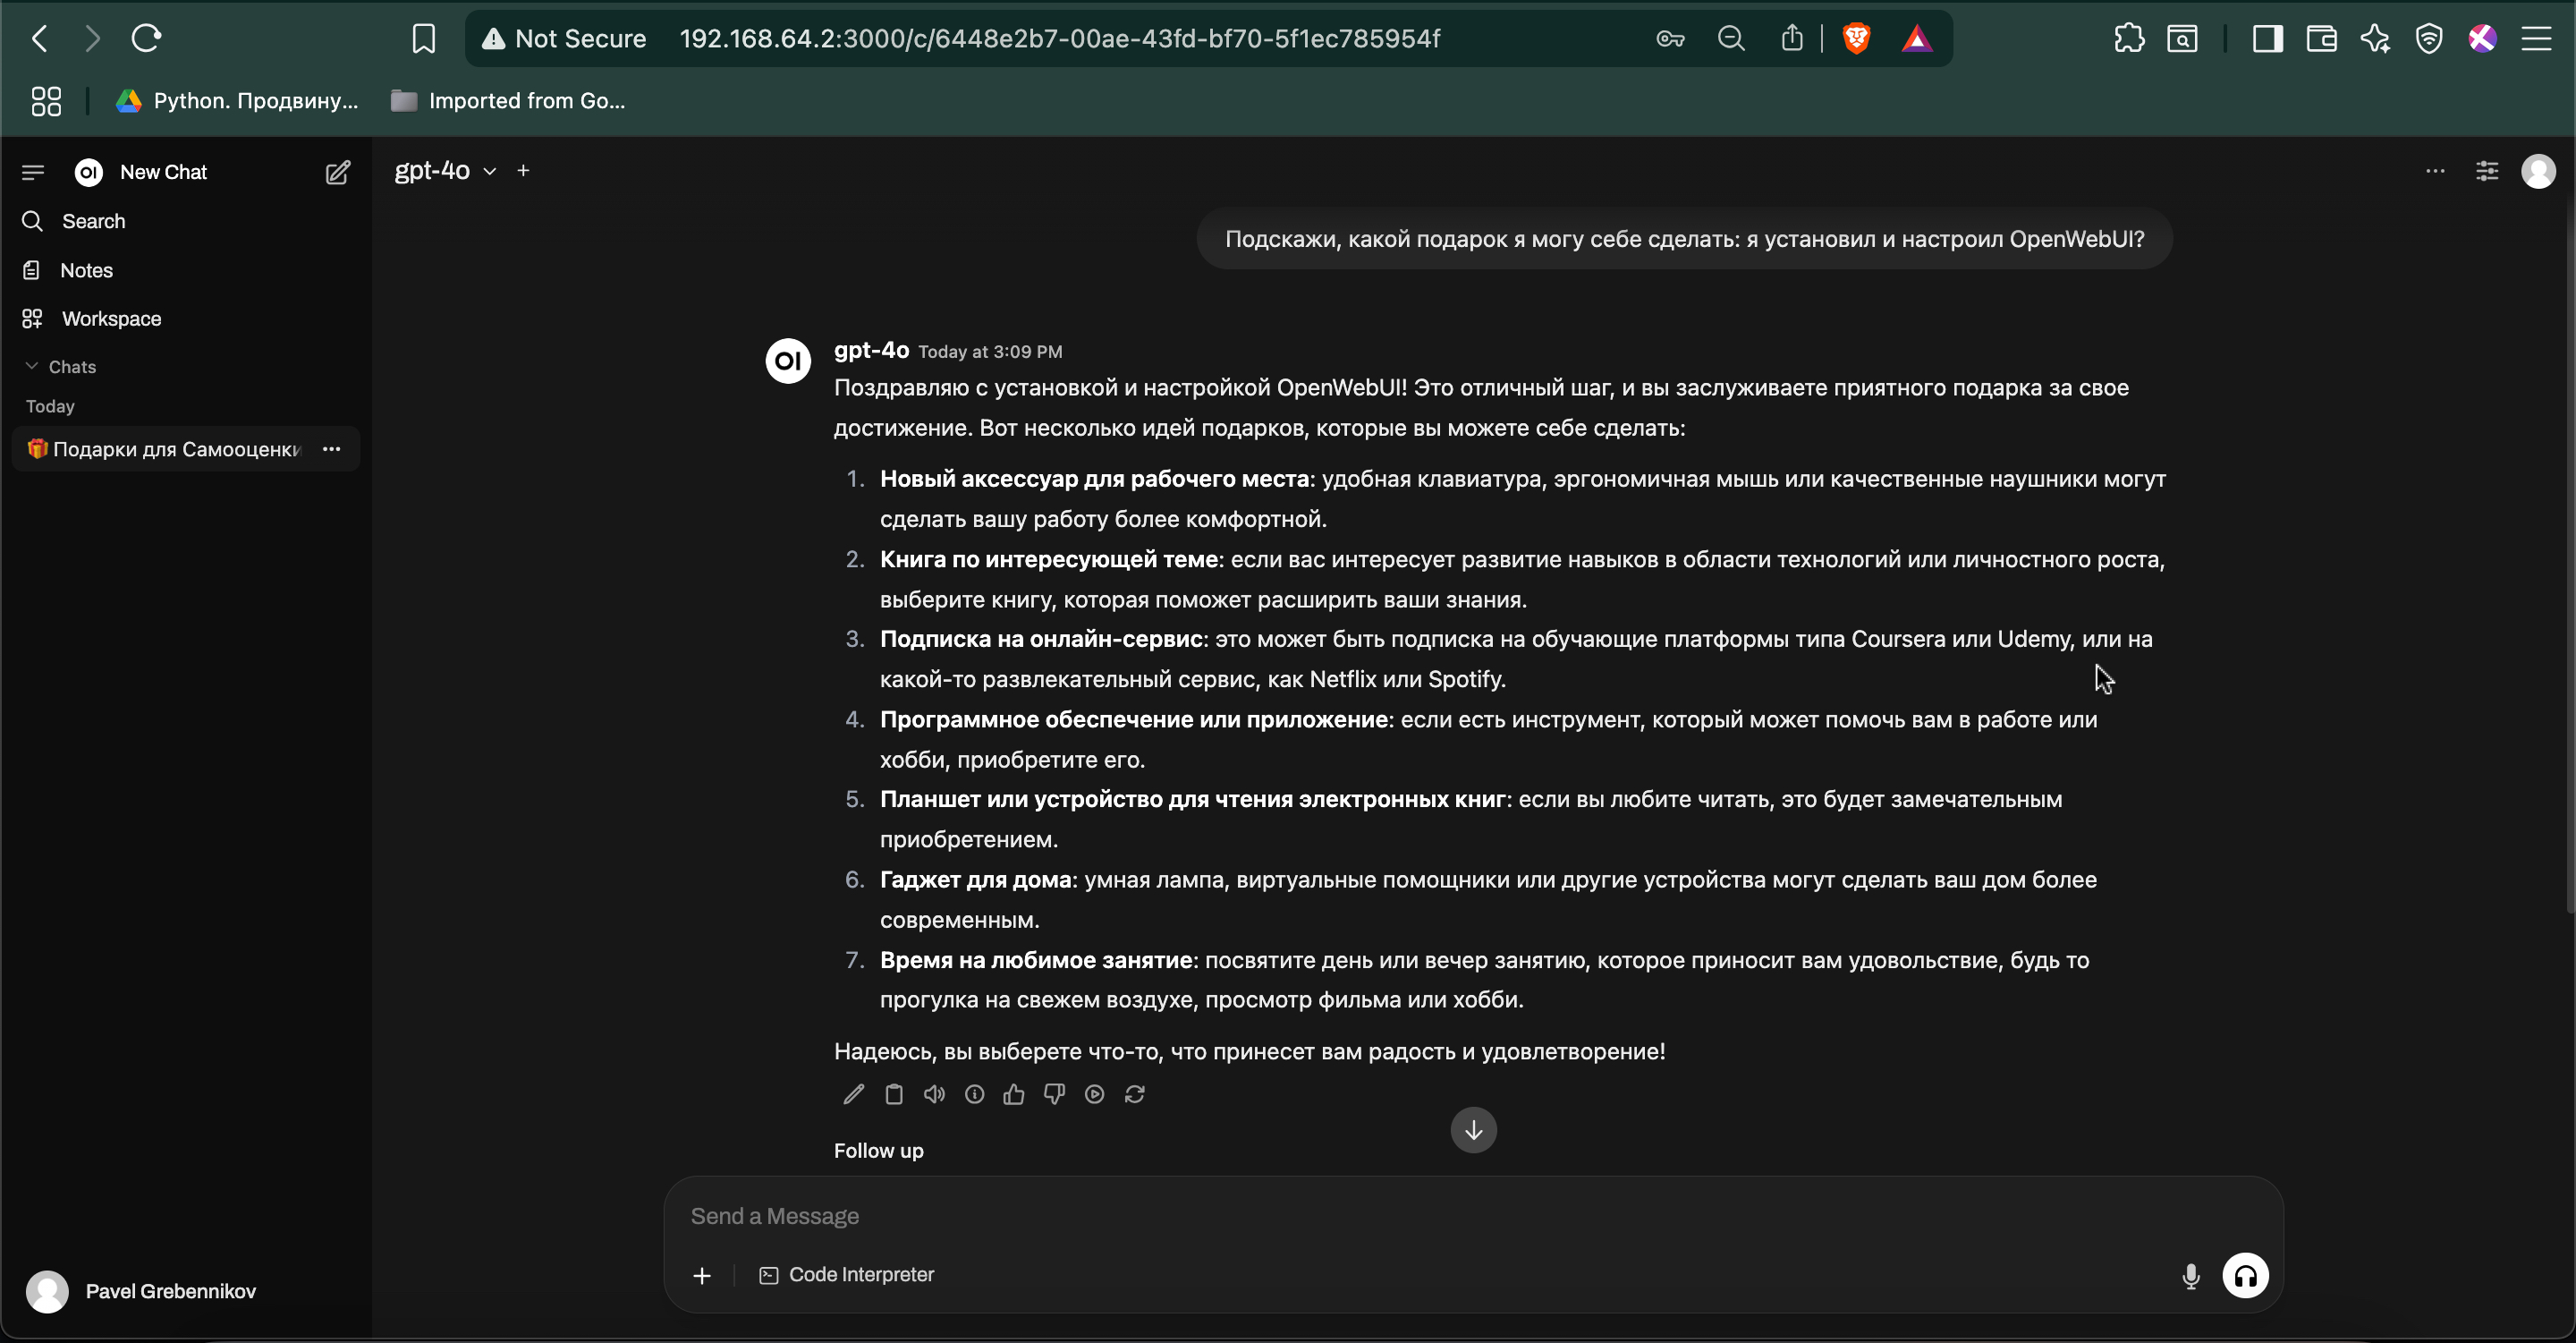 Not Secure 192.168.64.2:3000/c/6448e2b7-00ae-43fd-bf70-5f1ec785954f
Python. Продвину...
Imported from Go...
OI New Chat
gpt-4o
Search
Notes
Workspace
Chats
Today
🎁Подарки для Самооценки
Подскажи, какой подарок я могу себе сделать: я установил и настроил OpenWebUI?
OI
gpt-4o Today at 3:09 PM
Поздравляю с установкой и настройкой OpenWebUI! Это отличный шаг, и вы заслуживаете приятного подарка за свое
достижение. Вот несколько идей подарков, которые вы можете себе сделать:
1. Новый аксессуар для рабочего места: удобная клавиатура, эргономичная мышь или качественные наушники могут
сделать вашу работу более комфортной.
2. Книга по интересующей теме: если вас интересует развитие навыков в области технологий или личностного роста,
выберите книгу, которая поможет расширить ваши знания.
3. Подписка на онлайн-сервис: это может быть подписка на обучающие платформы типа Coursera или Udemy, или на
какой-то развлекательный сервис, как Netflix или Spotify.
4. Программное обеспечение или приложение: если есть инструмент, который может помочь вам в работе или
хобби, приобретите его.
5. Планшет или устройство для чтения электронных книг: если вы любите читать, это будет замечательным
приобретением.
6. Гаджет для дома: умная лампа, виртуальные помощники или другие устройства могут сделать ваш дом более
современным.
7. Время на любимое занятие: посвятите день или вечер занятию, которое приносит вам удовольствие, будь то
прогулка на свежем воздухе, просмотр фильма или хобби.
Надеюсь, вы выберете что-то, что принесет вам радость и удовлетворение!
Follow up
Send a Message
Code Interpreter
Pavel Grebennikov